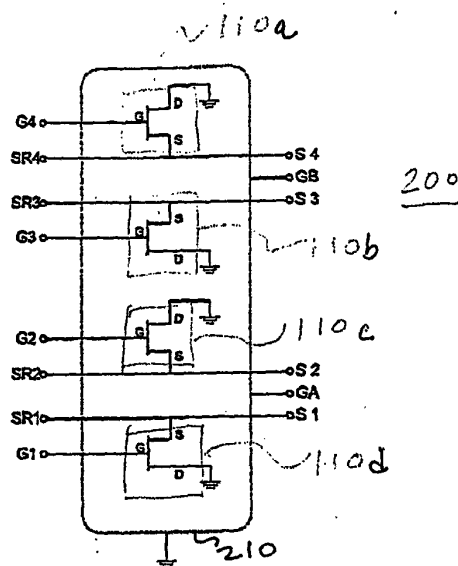 110a
D
G4 G
S
SR4 S4
GB
200
SR3 S3
S
G3 G 110b
D
D
G2 G 110c
S
SR2 S2
GA
SR1 S1
S
G1 G 110d
D
210